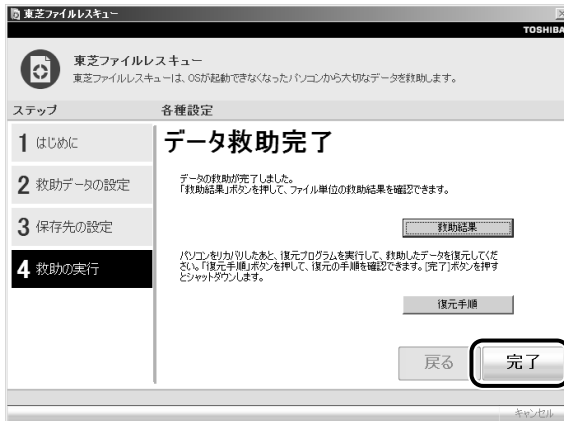 東芝ファイルレスキュー
TOSHIBA
東芝ファイルレスキュー
東芝ファイルレスキューは、OSが起動できなくなったパソコンから大切なデータを救助します。
ステップ
各種設定
1 はじめに
2 救助データの設定
3 保存先の設定
4 救助の実行
データ救助完了
データの救助が完了しました。
「救助結果」ボタンを押して、ファイル単位の救助結果を確認できます。
救助結果
パソコンをリカバリしたあと、復元プログラムを実行して、救助したデータを復元してくだ
さい。「復元手順」ボタンを押して、復元の手順を確認できます。[完了]ボタンを押す
とシャットダウンします。
復元手順
戻る
完了
キャンセル